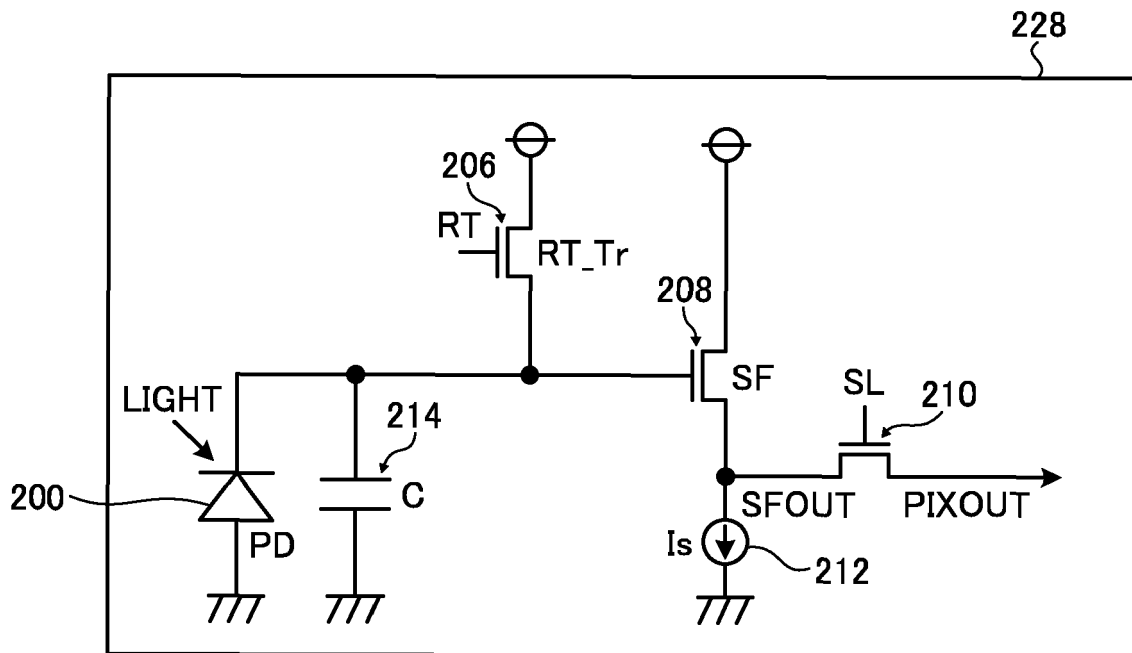 228
206
RT
RT_Tr
208
SF
LIGHT
214
SL
210
200
PD
C
SFOUT
PIXOUT
Is
212